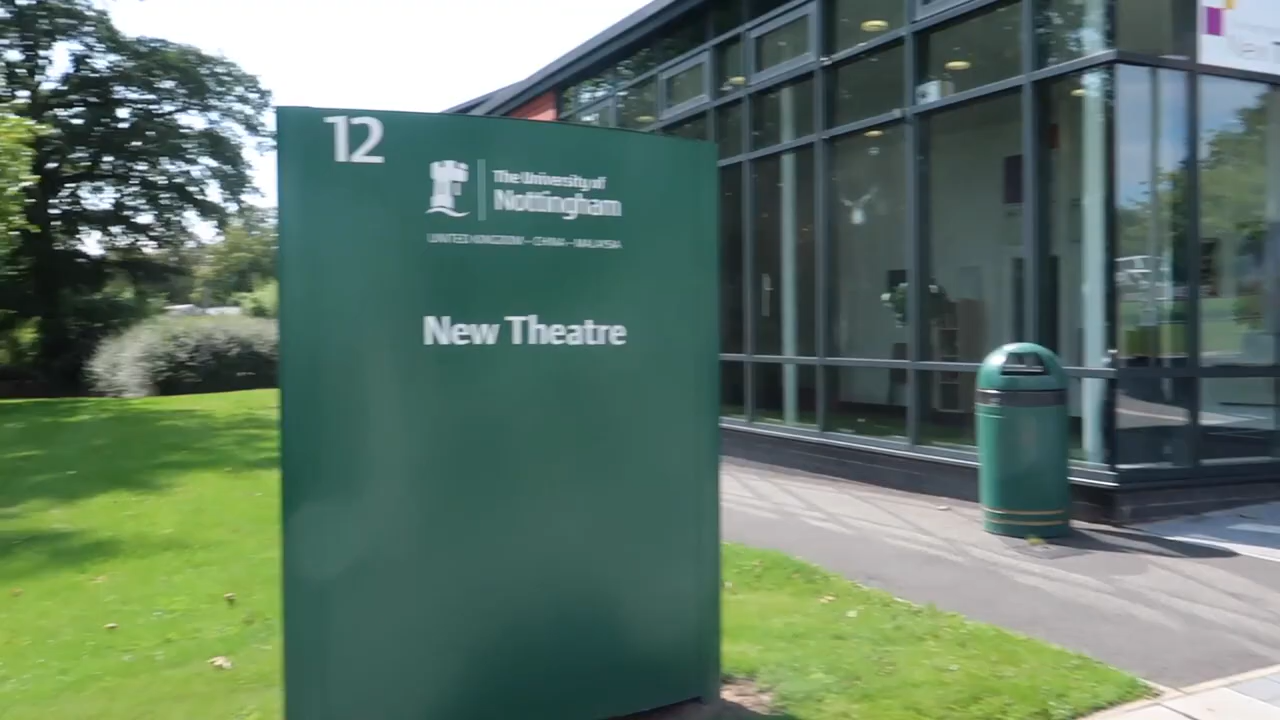 12
The University of
Nottingham
UNITED KINGDOM - CHINA - MALAYSIA
New Theatre